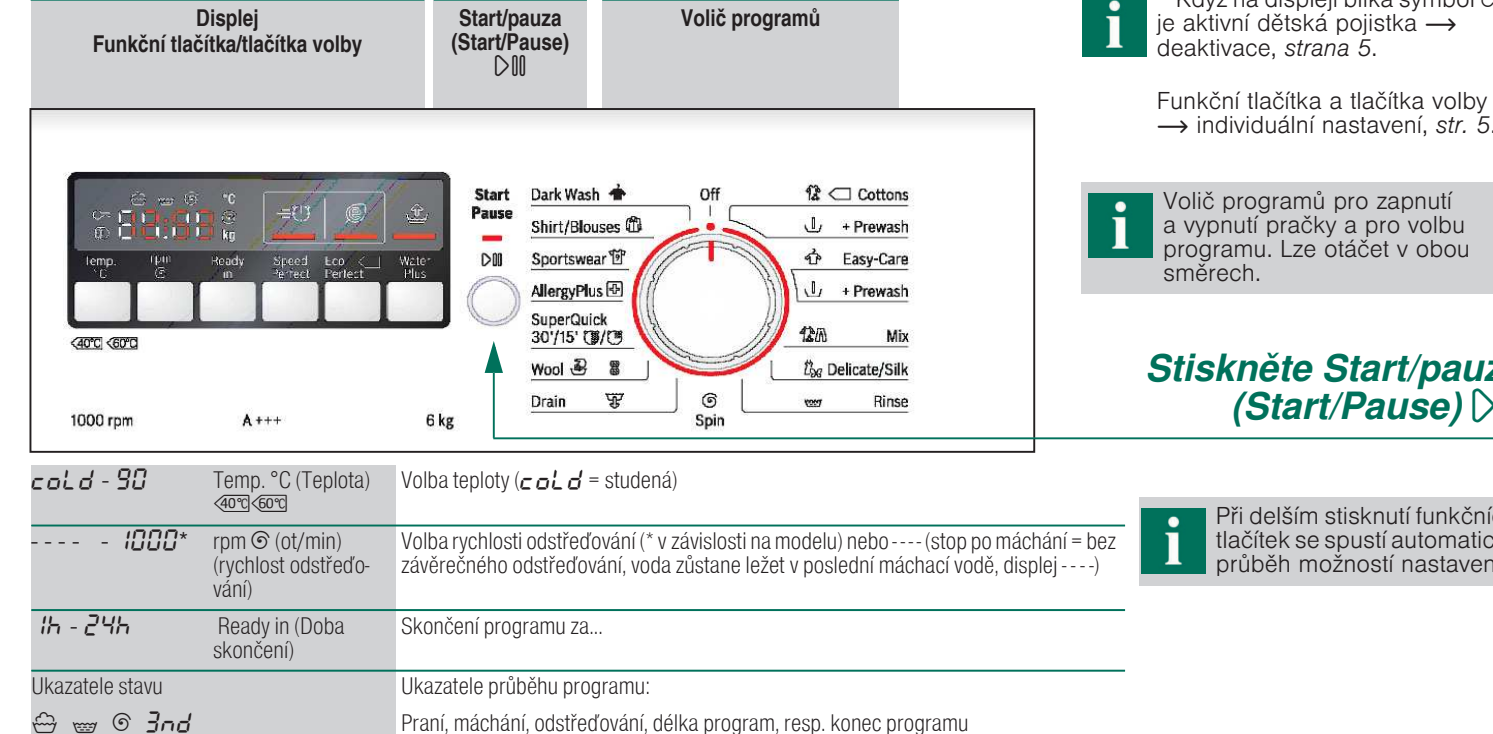 Displej
Funkční tlačítka/tlačítka volby
Start/pauza
(Start/Pause)
Volič programů
je aktivní dětská pojistka →
deaktivace, strana 5.
Funkční tlačítka a tlačítka volby
→ individuální nastavení, str. 5.
Volič programů pro zapnutí
a vypnutí pračky a pro volbu
programu. Lze otáčet v obou
směrech.
°C
kg
Temp. °C
rpm
Ready in
Speed Perfect
Eco Perfect
Water Plus
40°C 60°C
1000 rpm
A +++
6 kg
Start
Pause
Dark Wash
Shirt/Blouses
Sportswear
AllergyPlus
SuperQuick
30'/15'
Wool
Drain
Off
Spin
Cottons
+ Prewash
Easy-Care
+ Prewash
Mix
Delicate/Silk
Rinse
Stiskněte Start/pauz
(Start/Pause)
cold - 90 Temp. °C (Teplota) Volba teploty (cold = studená)
40°C 60°C
---- - 1000* rpm (ot/min) Volba rychlosti odstřeďování (* v závislosti na modelu) nebo ---- (stop po máchání = bez
(rychlost odstřeďo- závěrečného odstřeďování, voda zůstane ležet v poslední máchací vodě, displej ----)
vání)
1h - 24h Ready in (Doba Skončení programu za...
skončení)
Ukazatele stavu Ukazatele průběhu programu:
3nd Praní, máchání, odstřeďování, délka program, resp. konec programu
Při delším stisknutí funkční
tlačítek se spustí automatic
průběh možností nastaven